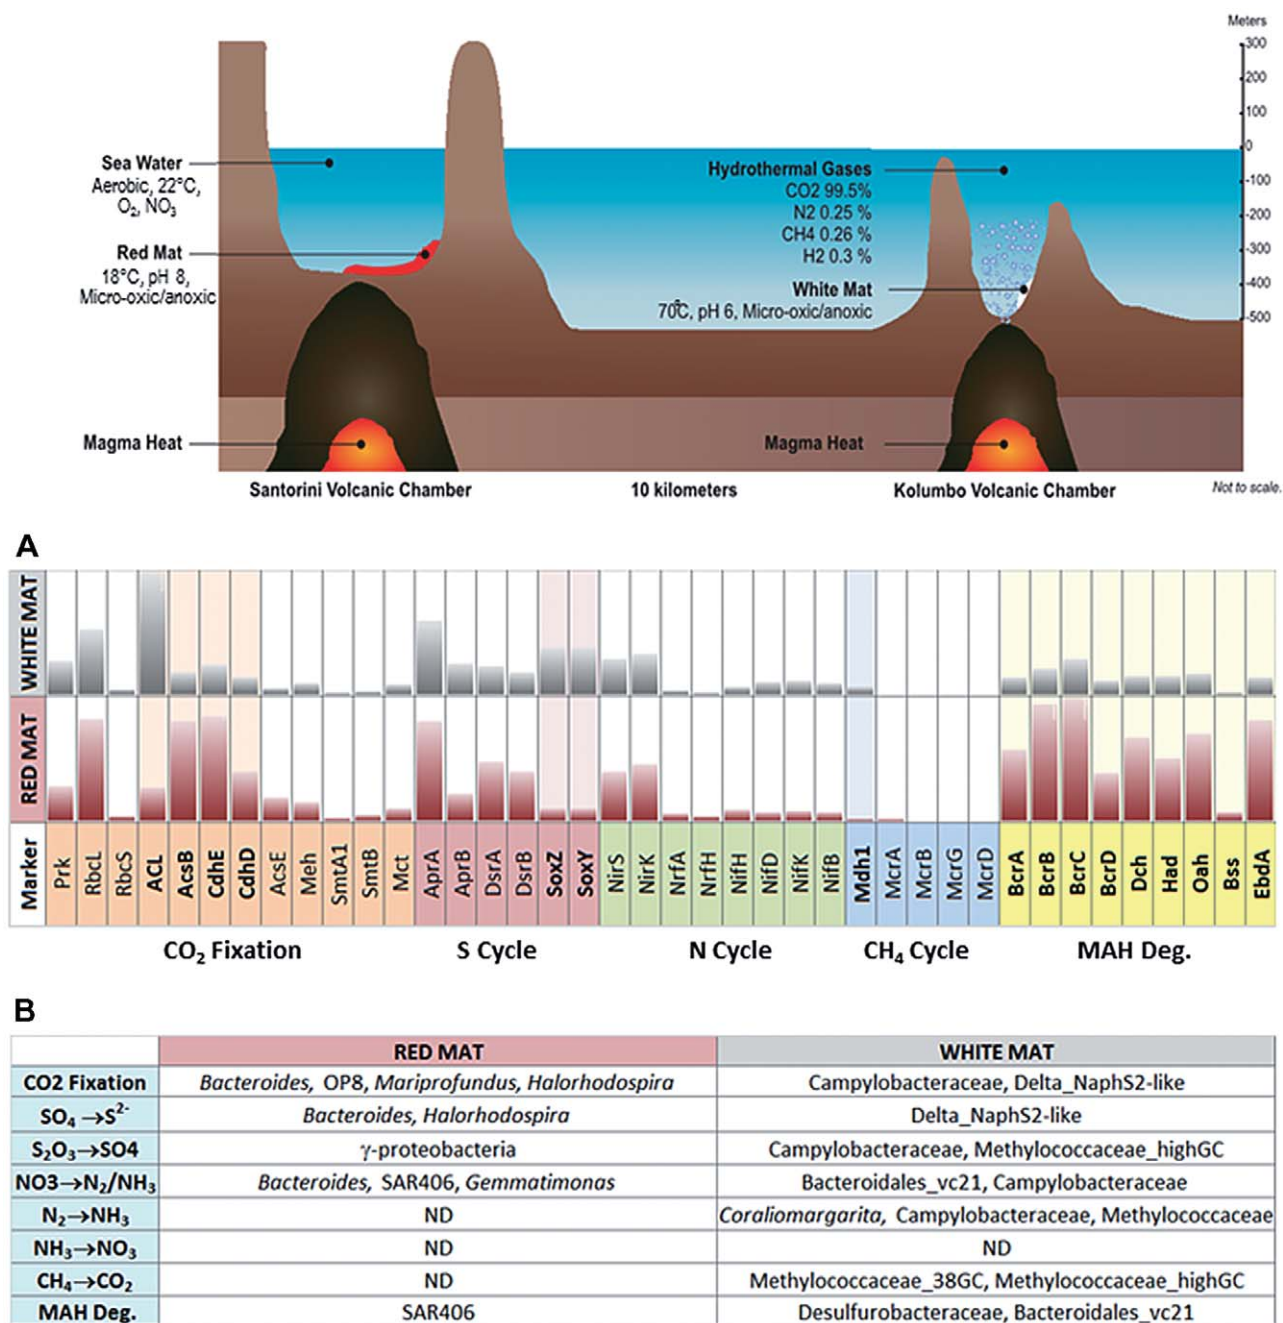 Meters
300
200
100
0
-100
-200
-300
-400
-500
Sea Water
Aerobic, 22°C,
O2, NO3
Red Mat
18°C, pH 8,
Micro-oxic/anoxic
Hydrothermal Gases
CO2 99.5%
N2 0.25 %
CH4 0.26 %
H2 0.3 %
White Mat
70°C, pH 6, Micro-oxic/anoxic
Magma Heat
Magma Heat
Santorini Volcanic Chamber
10 kilometers
Kolumbo Volcanic Chamber
Not to scale.
A
WHITE MAT
RED MAT
Marker
Prk
RbcL
RbcS
ACL
AcsB
CdhE
CdhD
AcsE
Meh
SmtA1
SmtB
Mct
AprA
AprB
DsrA
DsrB
SoxZ
SoxY
NirS
NirK
NrfA
NrfH
NifH
NifD
NifK
NifB
Mdh1
McrA
McrB
McrG
McrD
BcrA
BcrB
BcrC
BcrD
Dch
Had
Oah
Bss
EbdA
CO2 Fixation
S Cycle
N Cycle
CH4 Cycle
MAH Deg.
B
RED MAT WHITE MAT
CO2 Fixation Bacteroides, OP8, Mariprofundus, Halorhodospira Campylobacteraceae, Delta_NaphS2-like
SO4 →S2- Bacteroides, Halorhodospira Delta_NaphS2-like
S2O3→SO4 γ-proteobacteria Campylobacteraceae, Methylococcaceae_highGC
NO3→N2/NH3 Bacteroides, SAR406, Gemmatimonas Bacteroidales_vc21, Campylobacteraceae
N2→NH3 ND Coraliomargarita, Campylobacteraceae, Methylococcaceae
NH3→NO3 ND ND
CH4→CO2 ND Methylococcaceae_38GC, Methylococcaceae_highGC
MAH Deg. SAR406 Desulfurobacteraceae, Bacteroidales_vc21